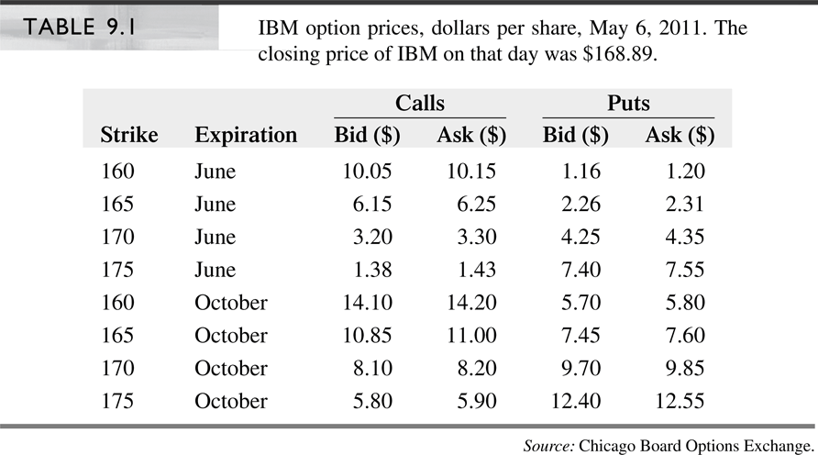 TABLE 9.1
IBM option prices, dollars per share, May 6, 2011. The
closing price of IBM on that day was $168.89.
Calls Puts
Strike Expiration Bid ($) Ask ($) Bid ($) Ask ($)
160 June 10.05 10.15 1.16 1.20
165 June 6.15 6.25 2.26 2.31
170 June 3.20 3.30 4.25 4.35
175 June 1.38 1.43 7.40 7.55
160 October 14.10 14.20 5.70 5.80
165 October 10.85 11.00 7.45 7.60
170 October 8.10 8.20 9.70 9.85
175 October 5.80 5.90 12.40 12.55
Source: Chicago Board Options Exchange.